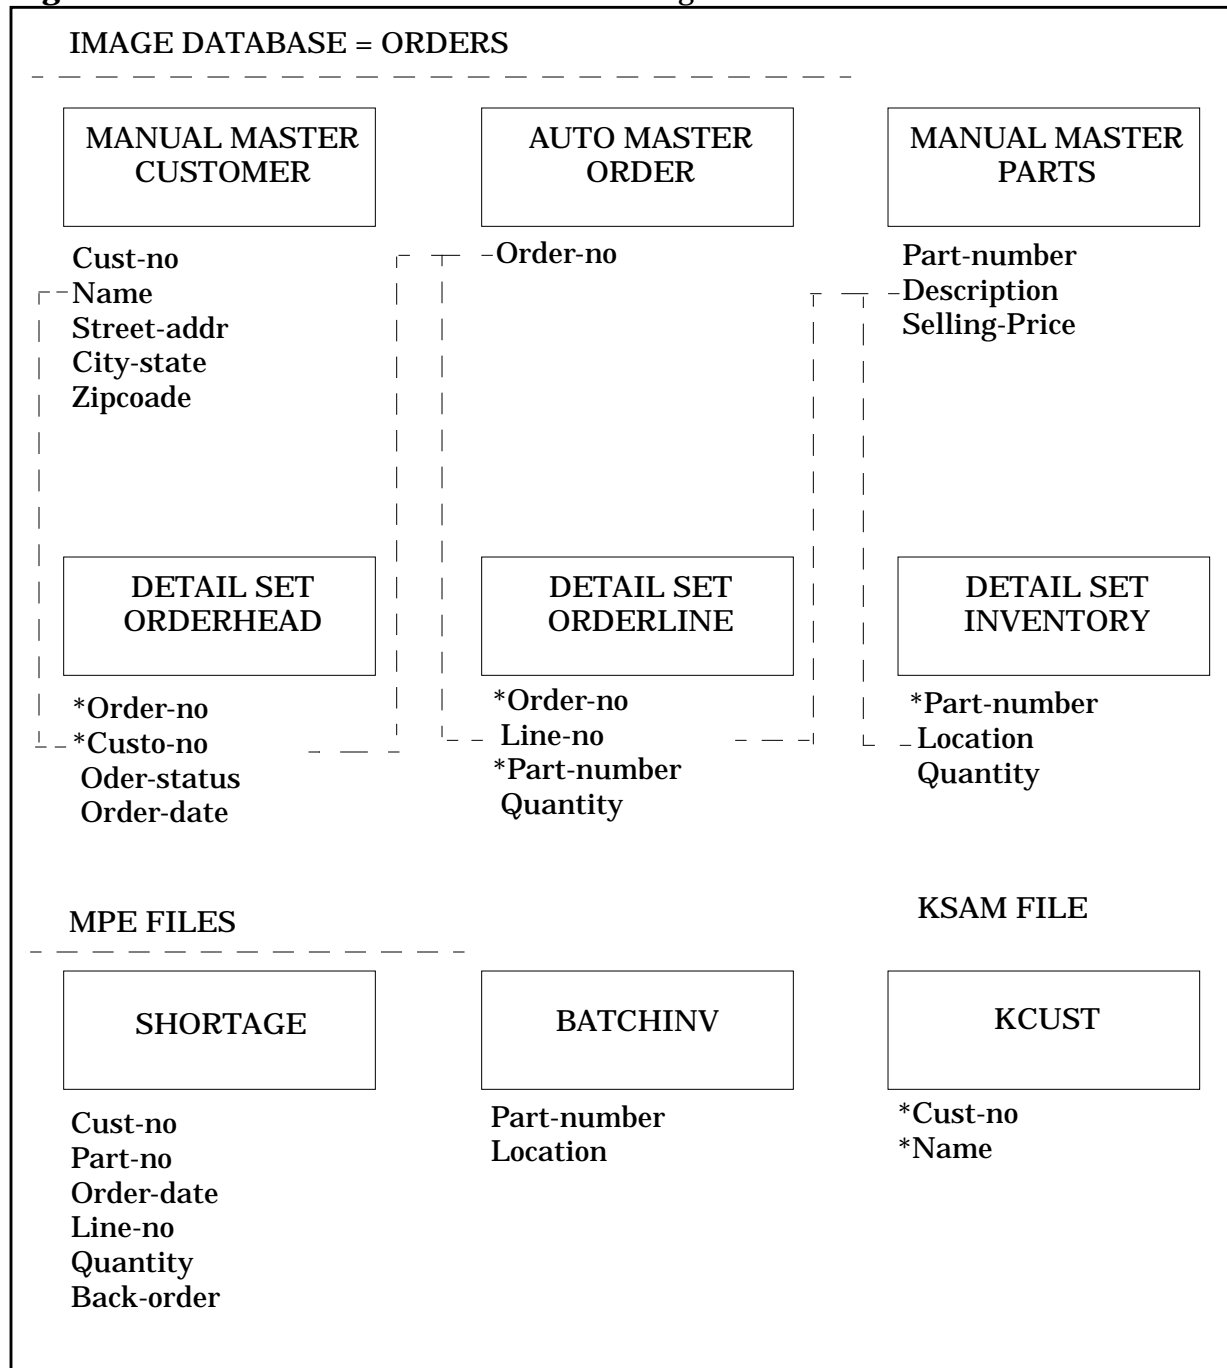 IMAGE DATABASE = ORDERS
MANUAL MASTER
CUSTOMER
Cust-no
Name
Street-addr
City-state
Zipcoade
AUTO MASTER
ORDER
Order-no
MANUAL MASTER
PARTS
Part-number
Description
Selling-Price
DETAIL SET
ORDERHEAD
*Order-no
*Custo-no
Oder-status
Order-date
DETAIL SET
ORDERLINE
*Order-no
Line-no
*Part-number
Quantity
DETAIL SET
INVENTORY
*Part-number
Location
Quantity
MPE FILES
KSAM FILE
SHORTAGE
Cust-no
Part-no
Order-date
Line-no
Quantity
Back-order
BATCHINV
Part-number
Location
KCUST
*Cust-no
*Name